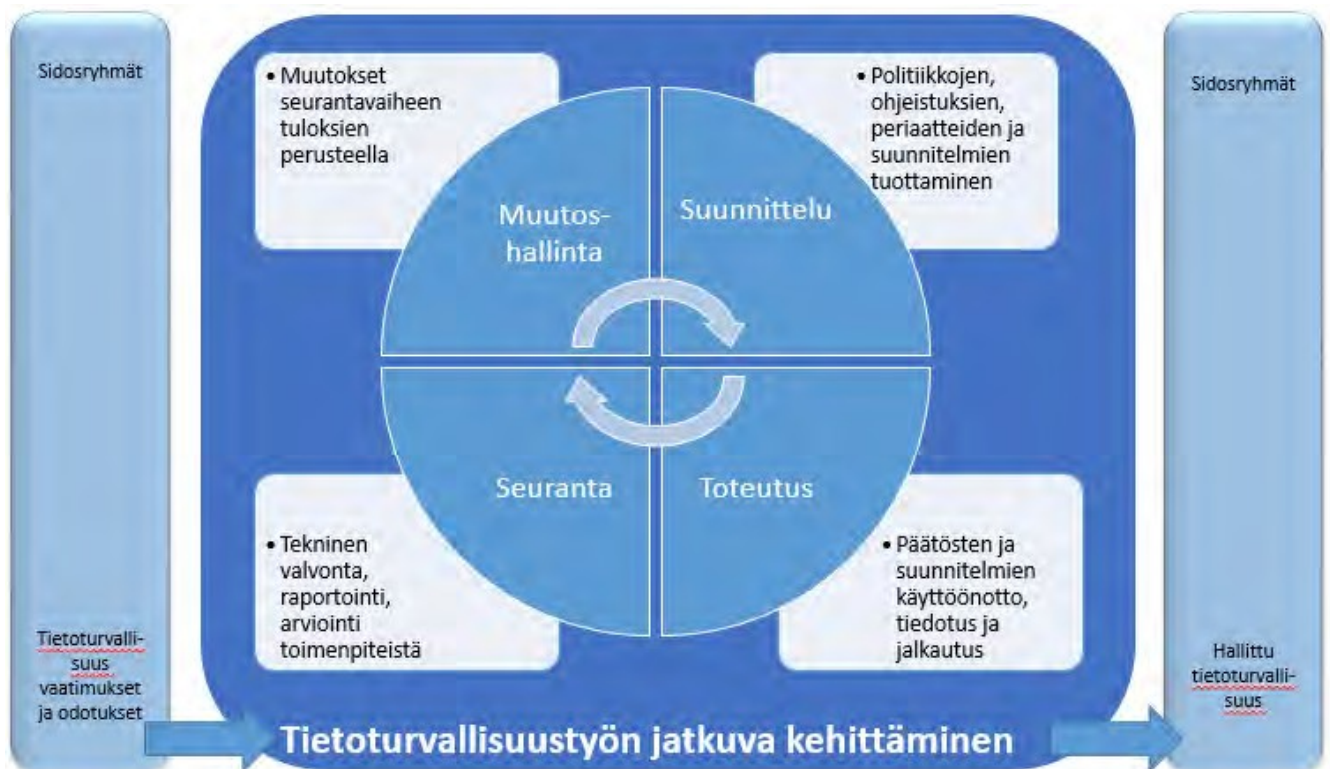 Sidosryhmät
Tietoturvalli-
suus
vaatimukset
ja odotukset
• Muutokset
seurantavaiheen
tuloksien
perusteella
• Politiikkojen,
ohjeistuksien,
periaatteiden ja
suunnitelmien
tuottaminen
Muutos-
hallinta
Suunnittelu
Seuranta
Toteutus
• Tekninen
valvonta,
raportointi,
arviointi
toimenpiteistä
• Päätösten ja
suunnitelmien
käyttöönotto,
tiedotus ja
jalkautus
Tietoturvallisuustyön jatkuva kehittäminen
Sidosryhmät
Hallittu
tietoturvalli-
suus